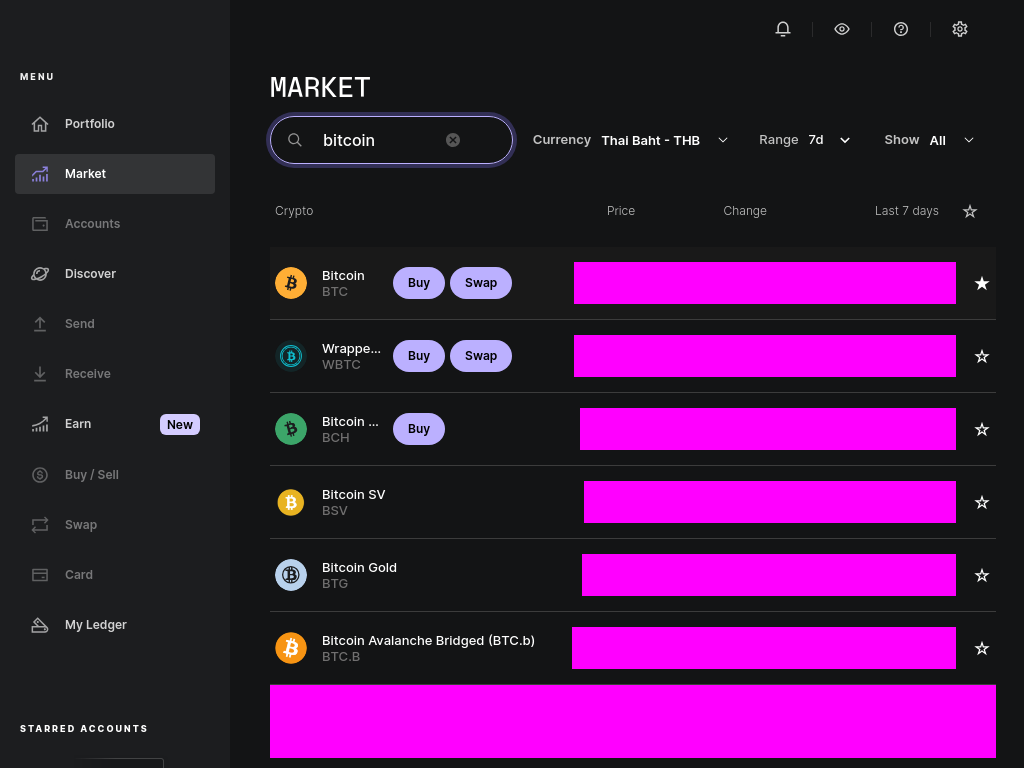 MENU
Portfolio
Market
Accounts
Discover
Send
Receive
Earn New
Buy / Sell
Swap
Card
My Ledger
STARRED ACCOUNTS
MARKET
bitcoin
Currency Thai Baht - THB
Range 7d
Show All
Crypto Price Change Last 7 days
Bitcoin
BTC
Buy Swap
Wrappe...
WBTC
Buy Swap
Bitcoin ...
BCH
Buy
Bitcoin SV
BSV
Bitcoin Gold
BTG
Bitcoin Avalanche Bridged (BTC.b)
BTC.B